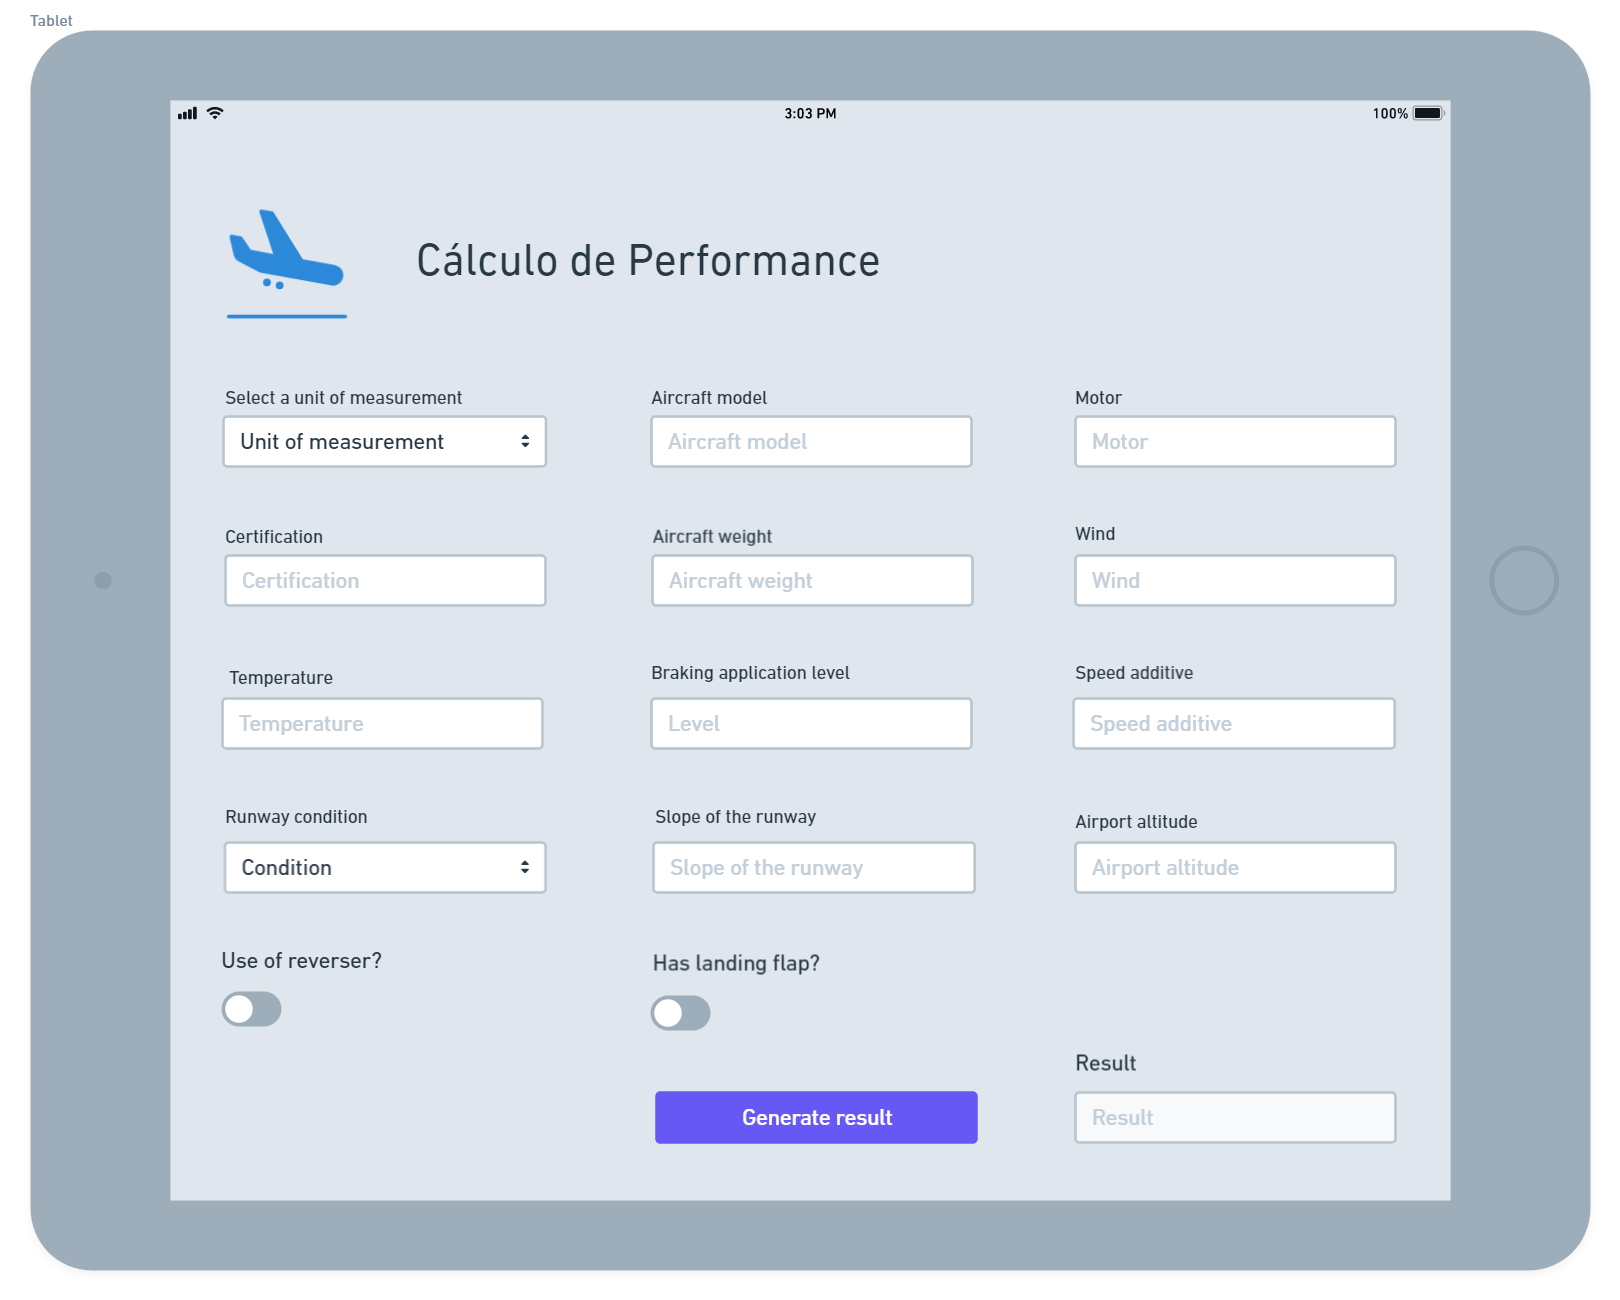 Tablet
3:03 PM
100%
Cálculo de Performance
Select a unit of measurement
Unit of measurement
Aircraft model
Aircraft model
Motor
Motor
Certification
Certification
Aircraft weight
Aircraft weight
Wind
Wind
Temperature
Temperature
Braking application level
Level
Speed additive
Speed additive
Runway condition
Condition
Slope of the runway
Slope of the runway
Airport altitude
Airport altitude
Use of reverser?
Has landing flap?
Generate result
Result
Result